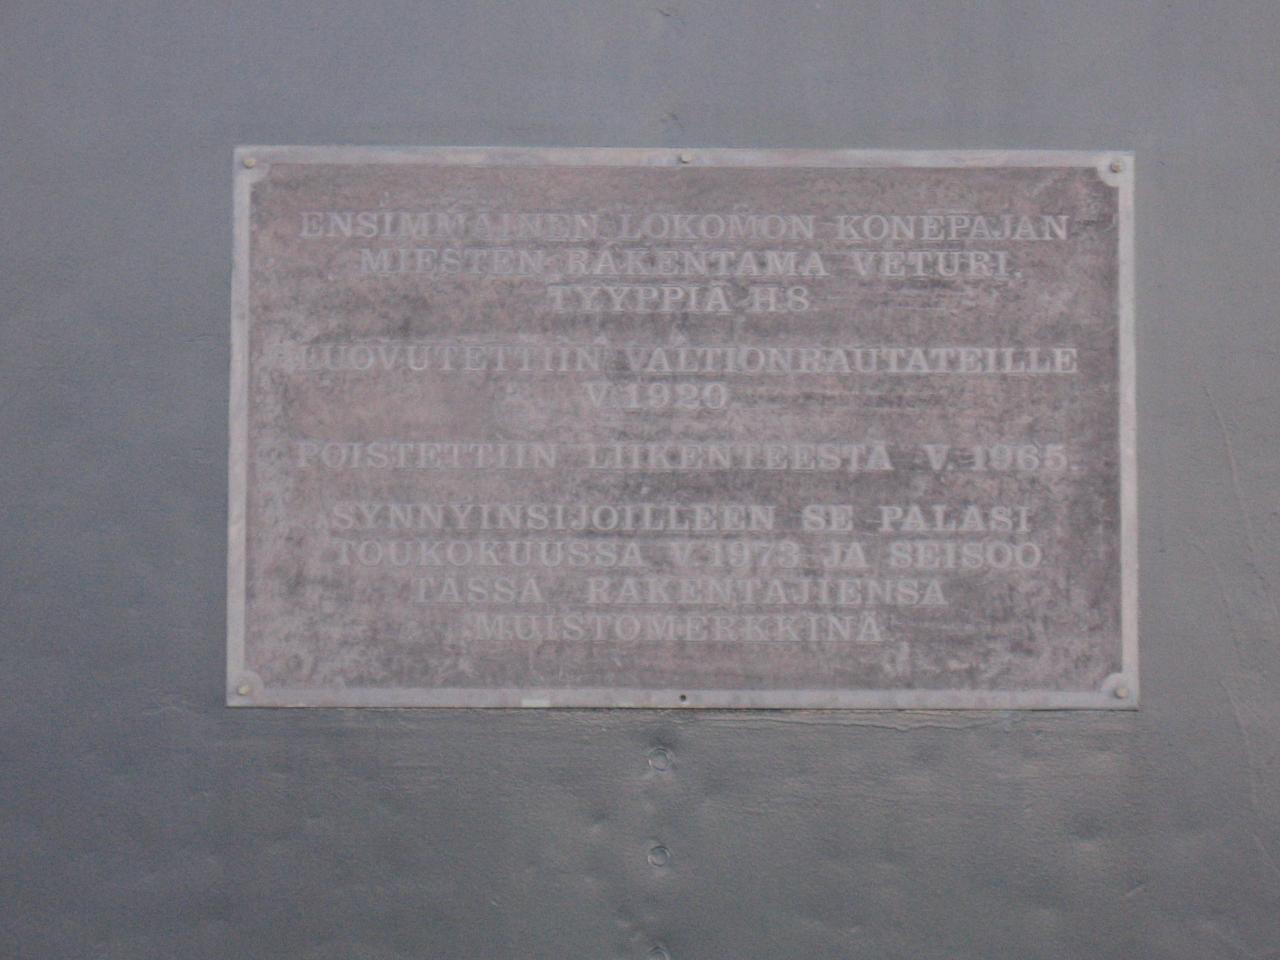 ENSIMMÄINEN LOKOMON KONEPAJAN
MIESTEN RAKENTAMA VETURI.
TYYPPIÄ H8
LUOVUTETTIIN VALTIONRAUTATEILLE
V.1920
POISTETTIIN LIIKENTEESTÄ V. 1965.
SYNNYINSIJOILLEEN SE PALASI
TOUKOKUUSSA V.1973 JA SEISOO
TÄSSÄ RAKENTAJIENSA
MUISTOMERKKINÄ